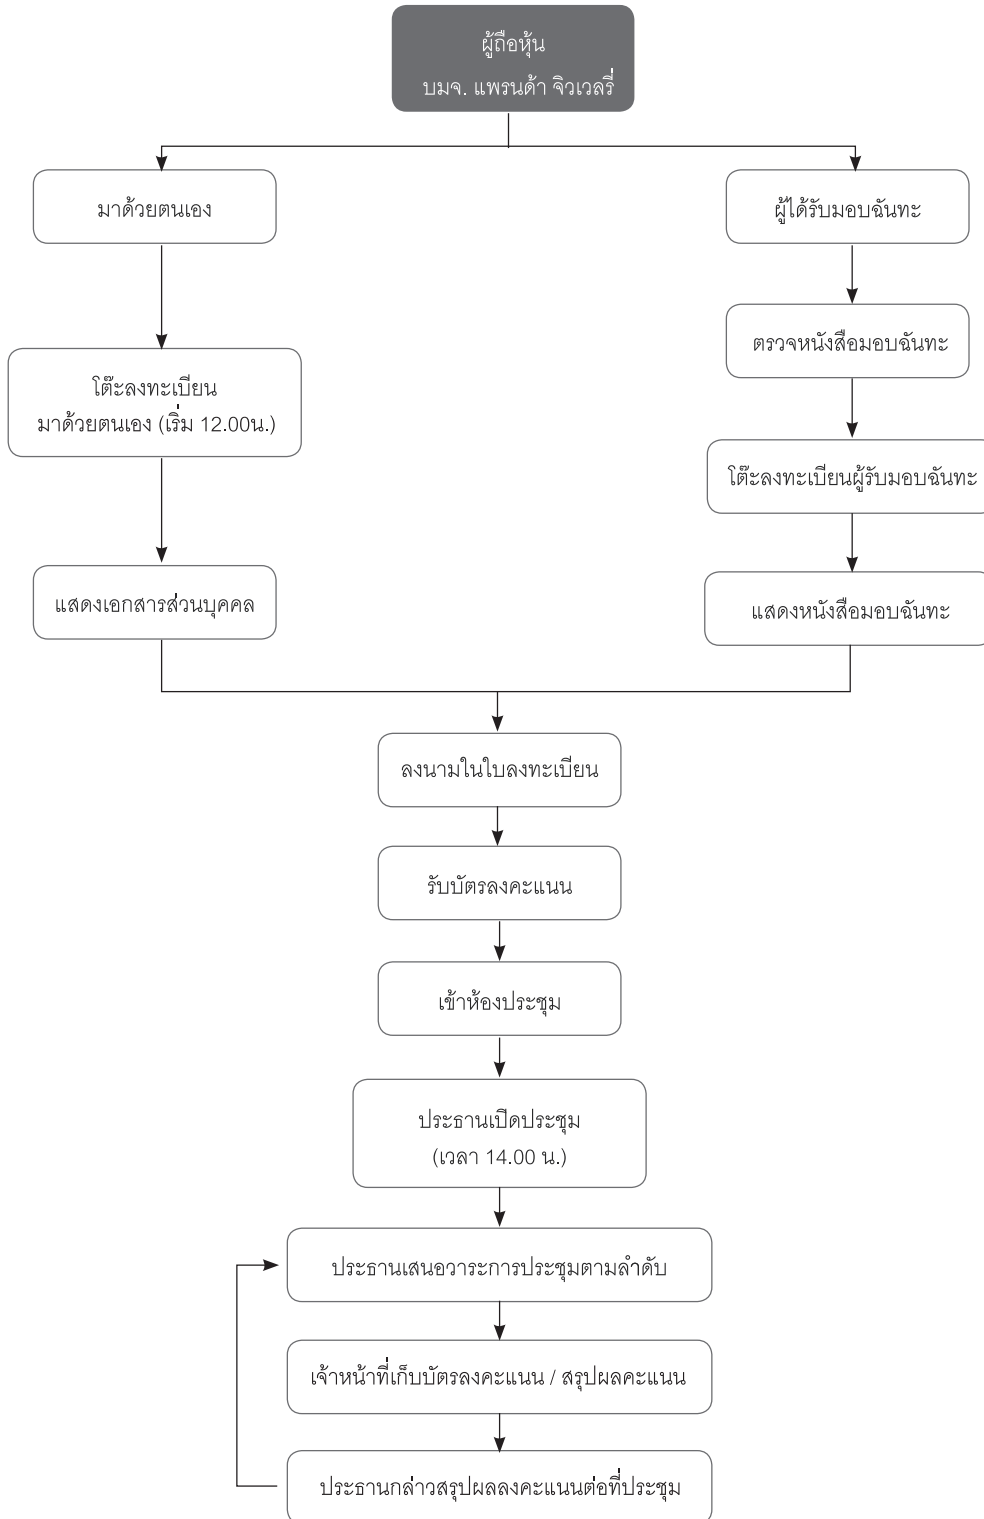 ผู้ถือหุ้น
บมจ. แพรนด้า จิวเวลรี่
มาด้วยตนเอง
ผู้ได้รับมอบฉันทะ
ตรวจหนังสือมอบฉันทะ
โต๊ะลงทะเบียน
มาด้วยตนเอง (เริ่ม 12.00น.)
โต๊ะลงทะเบียนผู้รับมอบฉันทะ
แสดงเอกสารส่วนบุคคล
แสดงหนังสือมอบฉันทะ
ลงนามในใบลงทะเบียน
รับบัตรลงคะแนน
เข้าห้องประชุม
ประธานเปิดประชุม
(เวลา 14.00 น.)
ประธานเสนอวาระการประชุมตามลำดับ
เจ้าหน้าที่เก็บบัตรลงคะแนน / สรุปผลคะแนน
ประธานกล่าวสรุปผลลงคะแนนต่อที่ประชุม